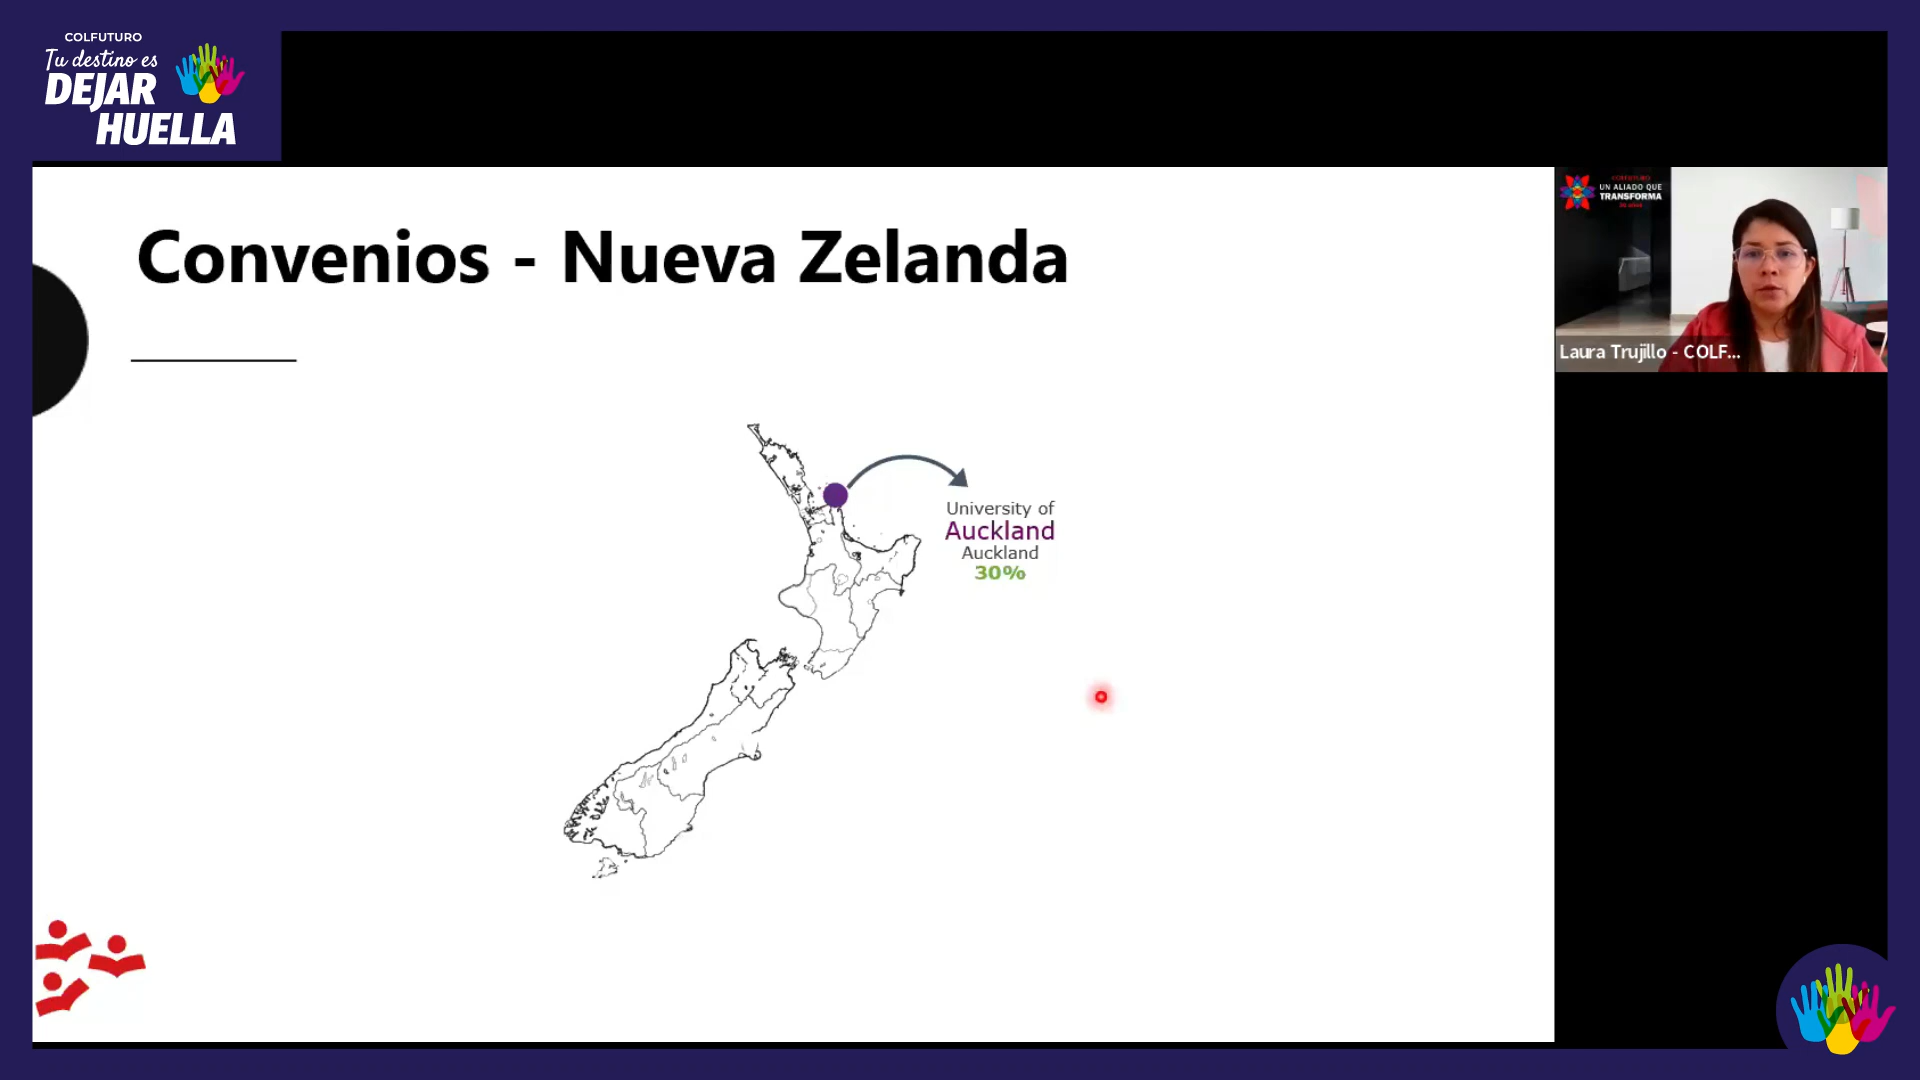 COLFUTURO
Tu destino es
DEJAR
HUELLA
Convenios - Nueva Zelanda
COLFUTURO
UN ALIADO QUE
TRANSFORMA
Laura Trujillo - COLF...
University of
Auckland
Auckland
30%